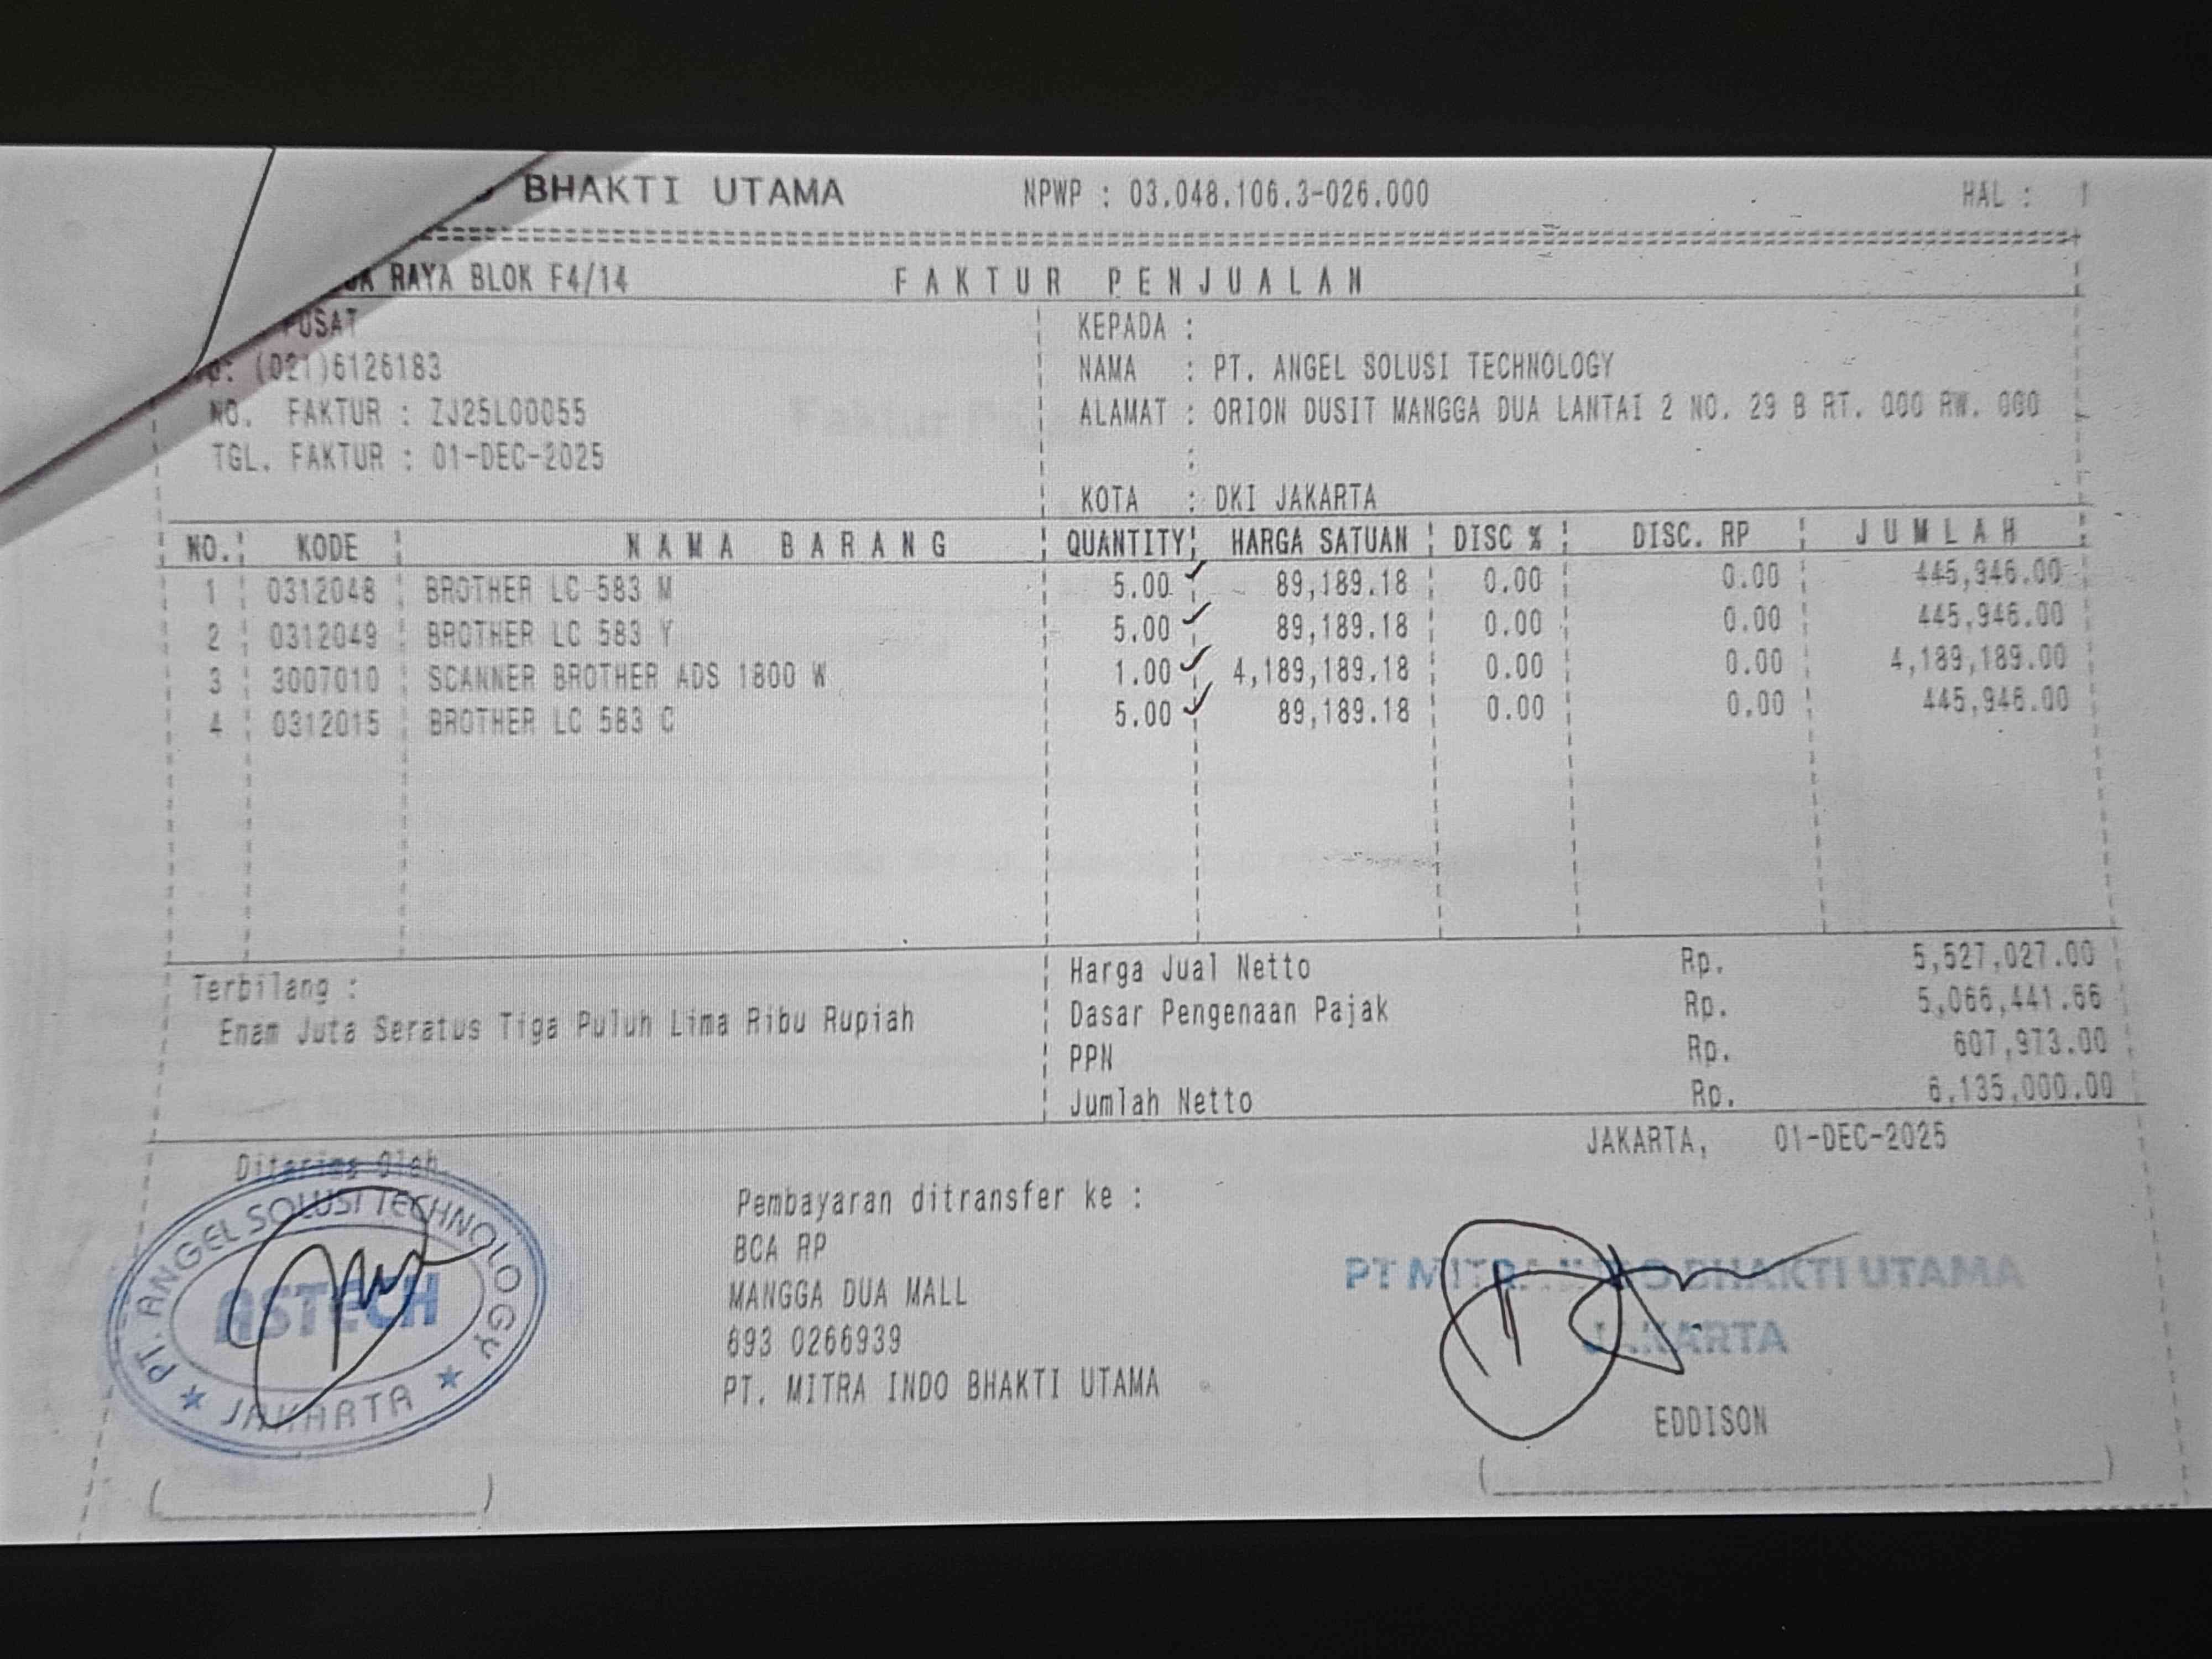 BHAKTI UTAMA NPWP : 03.048.106.3-026.000 HAL : 1
RAYA BLOK F4/14 FAKTUR PENJUALAN
PUSAT KEPADA :
(021)6126183 NAMA : PT. ANGEL SOLUSI TECHNOLOGY
NO. FAKTUR : ZJ25L00055 ALAMAT : ORION DUSIT MANGGA DUA LANTAI 2 NO. 29 B RT. 000 RW. 000
TGL. FAKTUR : 01-DEC-2025 :
KOTA : DKI JAKARTA
NO. KODE NAMA BARANG QUANTITY HARGA SATUAN DISC % DISC. RP JUMLAH
1 0312048 BROTHER LC 583 M 5.00 89,189.18 0.00 0.00 445,946.00
2 0312049 BROTHER LC 583 Y 5.00 89,189.18 0.00 0.00 445,946.00
3 3007010 SCANNER BROTHER ADS 1800 W 1.00 4,189,189.18 0.00 0.00 4,189,189.00
4 0312015 BROTHER LC 583 C 5.00 89,189.18 0.00 0.00 445,946.00
Terbilang : Harga Jual Netto Rp. 5,527,027.00
Enam Juta Seratus Tiga Puluh Lima Ribu Rupiah Dasar Pengenaan Pajak Rp. 5,066,441.66
PPN Rp. 607,973.00
Jumlah Netto Rp. 6,135,000.00
JAKARTA, 01-DEC-2025
Diterima Oleh
PT. ANGEL SOLUSI TECHNOLOGY
ASTECH
JAKARTA
Pembayaran ditransfer ke :
BCA RP
MANGGA DUA MALL
693 0266939
PT. MITRA INDO BHAKTI UTAMA
PT MITRA INDO BHAKTI UTAMA
JAKARTA
EDDISON